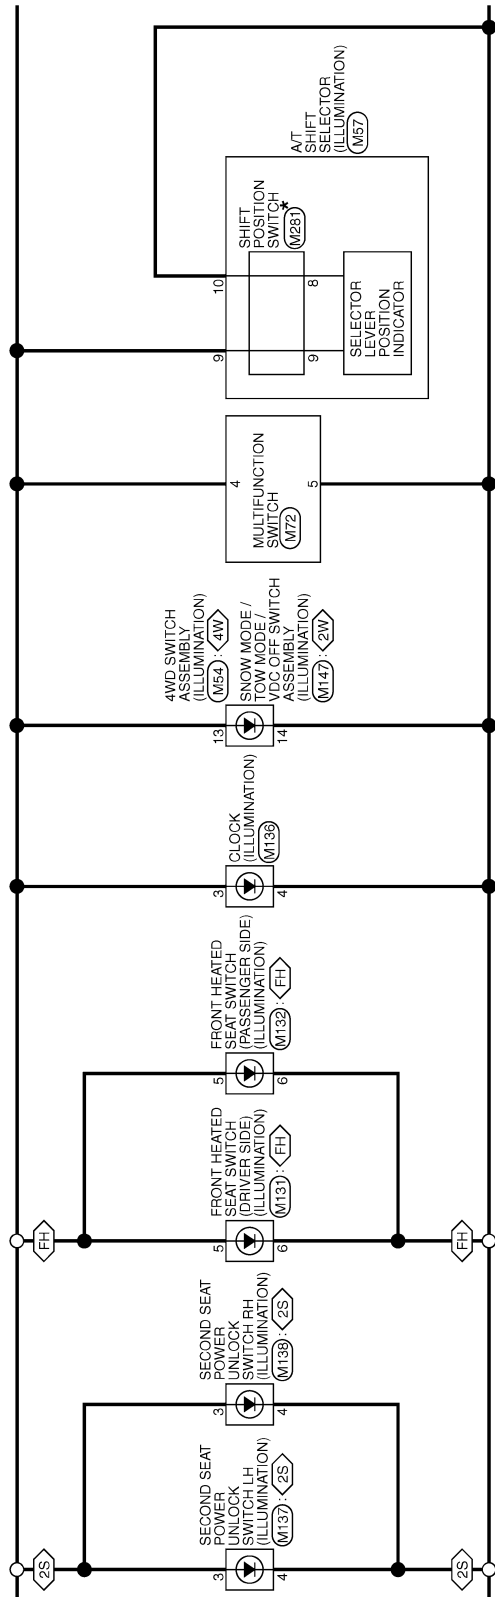 2S
2S
3
4
SECOND SEAT
POWER
UNLOCK
SWITCH LH
(ILLUMINATION)
M137 : 2S
3
4
SECOND SEAT
POWER
UNLOCK
SWITCH RH
(ILLUMINATION)
M138 : 2S
FH
FH
5
6
FRONT HEATED
SEAT SWITCH
(DRIVER SIDE)
(ILLUMINATION)
M131 : FH
5
6
FRONT HEATED
SEAT SWITCH
(PASSENGER SIDE)
(ILLUMINATION)
M132 : FH
3
4
CLOCK
(ILLUMINATION)
M136
13
14
4WD SWITCH
ASSEMBLY
(ILLUMINATION)
M54 : 4W
SNOW MODE /
TOW MODE /
VDC OFF SWITCH
ASSEMBLY
(ILLUMINATION)
M147 : 2W
4
MULTIFUNCTION
SWITCH
M72
5
9
10
SHIFT
POSITION
SWITCH*
M281
9
8
SELECTOR
LEVER
POSITION
INDICATOR
A/T
SHIFT
SELECTOR
(ILLUMINATION)
M57